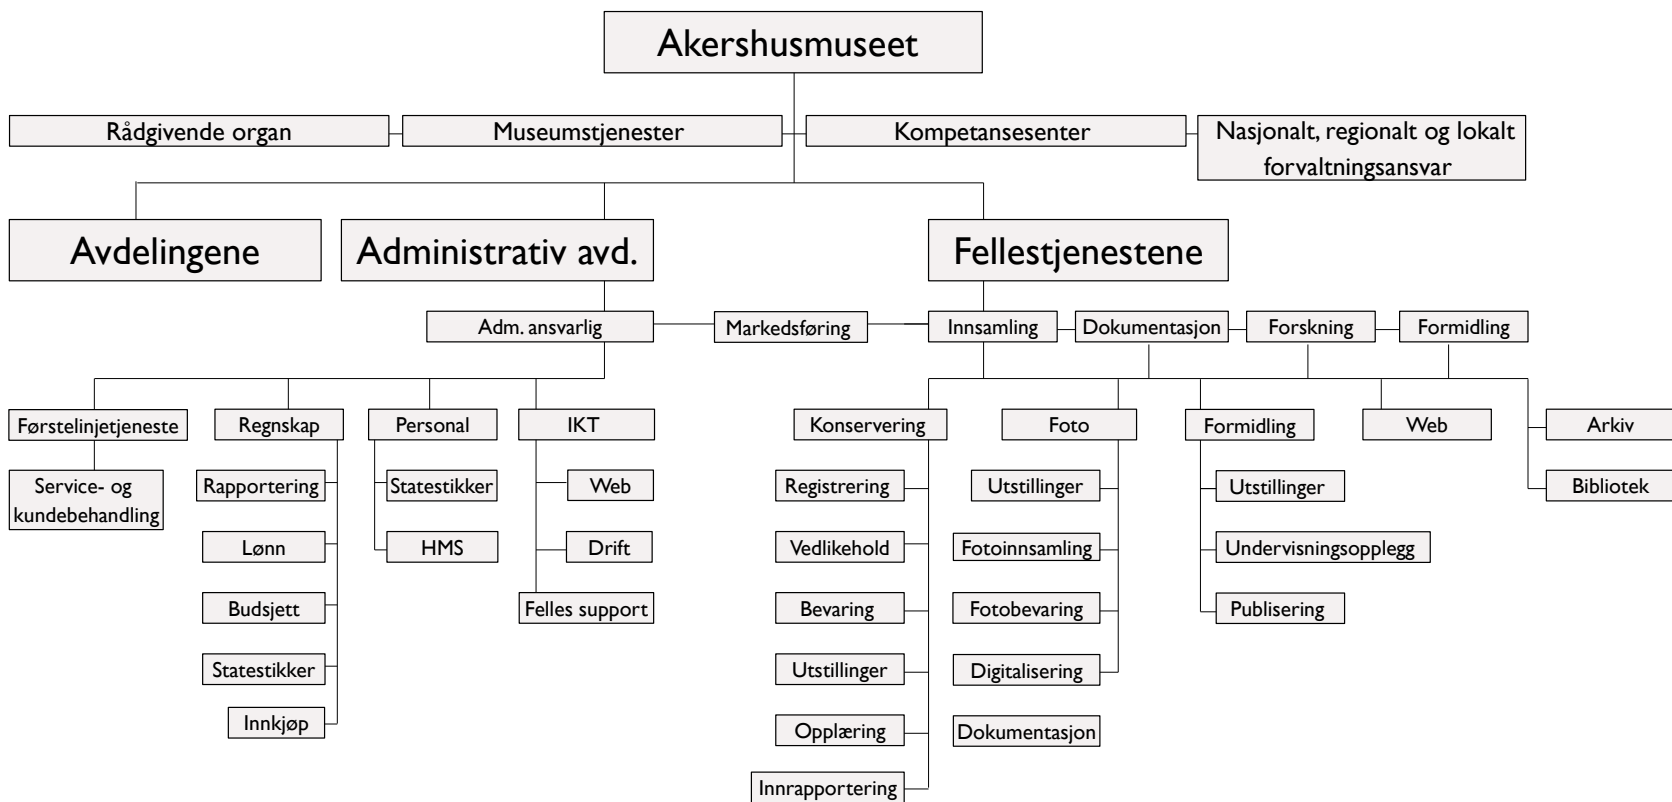 Akershusmuseet
Rådgivende organ
Museumstjenester
Kompetansesenter
Nasjonalt, regionalt og lokalt
forvaltningsansvar
Avdelingene
Administrativ avd.
Fellestjenestene
Adm. ansvarlig
Markedsføring
Innsamling
Dokumentasjon
Forskning
Formidling
Førstelinjetjeneste
Regnskap
Personal
IKT
Konservering
Foto
Formidling
Web
Arkiv
Service- og
kundebehandling
Rapportering
Statestikker
Web
Registrering
Utstillinger
Utstillinger
Bibliotek
Lønn
HMS
Drift
Vedlikehold
Fotoinnsamling
Undervisningsopplegg
Budsjett
Felles support
Bevaring
Fotobevaring
Publisering
Statestikker
Utstillinger
Digitalisering
Innkjøp
Opplæring
Dokumentasjon
Innrapportering